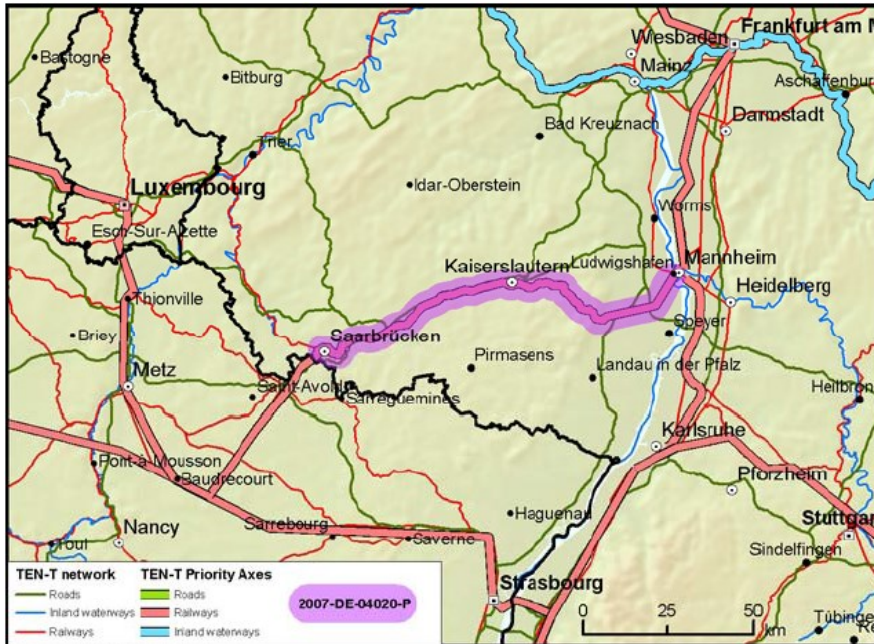 Frankfurt am M
Wiesbaden
Bastogne
Mainz
Bitburg
Aschaffenbur
Darmstadt
Bad Kreuznach
Trier
Idar-Oberstein
Luxembourg
Worms
Esch-Sur-Alzette
Kaiserslautern
Ludwigshafen
Mannheim
Heidelberg
Thionville
Saarbrücken
Speyer
Briey
Pirmasens
Landau in der Pfalz
Metz
Saint-Avold
Heilbron
Sarreguemines
Karlsruhe
Pont-à-Mousson
Baudrecourt
Pforzheim
Haguenau
Stuttgar
Nancy
Sarrebourg
Saverne
Toul
Sindelfingen
TEN-T network
Roads
Inland waterways
Railways
TEN-T Priority Axes
Roads
Railways
Inland waterways
2007-DE-04020-P
Strasbourg
0 25 50
km
Tübing
Re